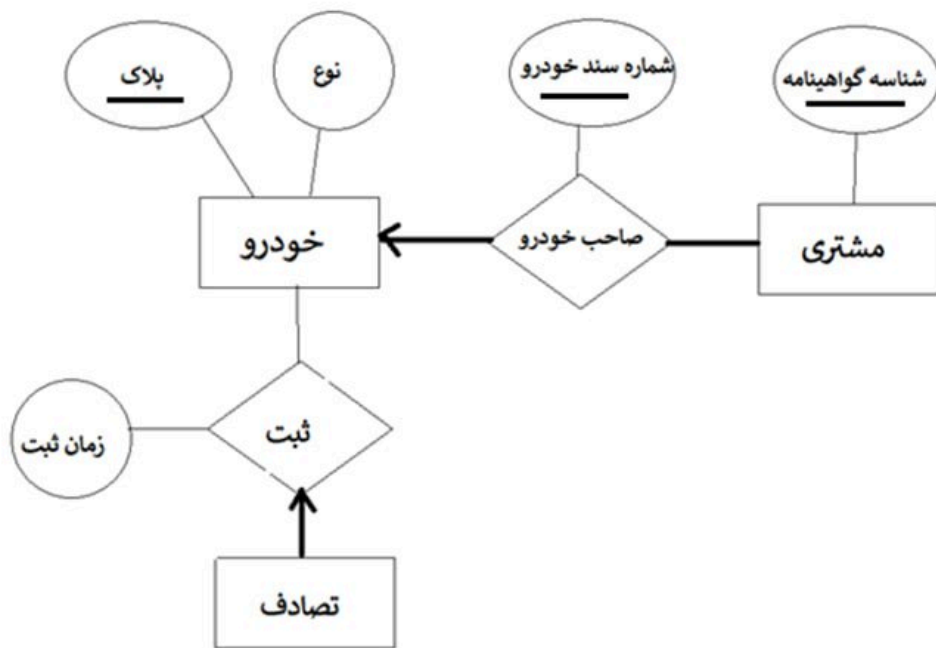 پلاک
نوع
شماره سند خودرو
شناسه گواهینامه
خودرو
صاحب خودرو
مشتری
ثبت
زمان ثبت
تصادف